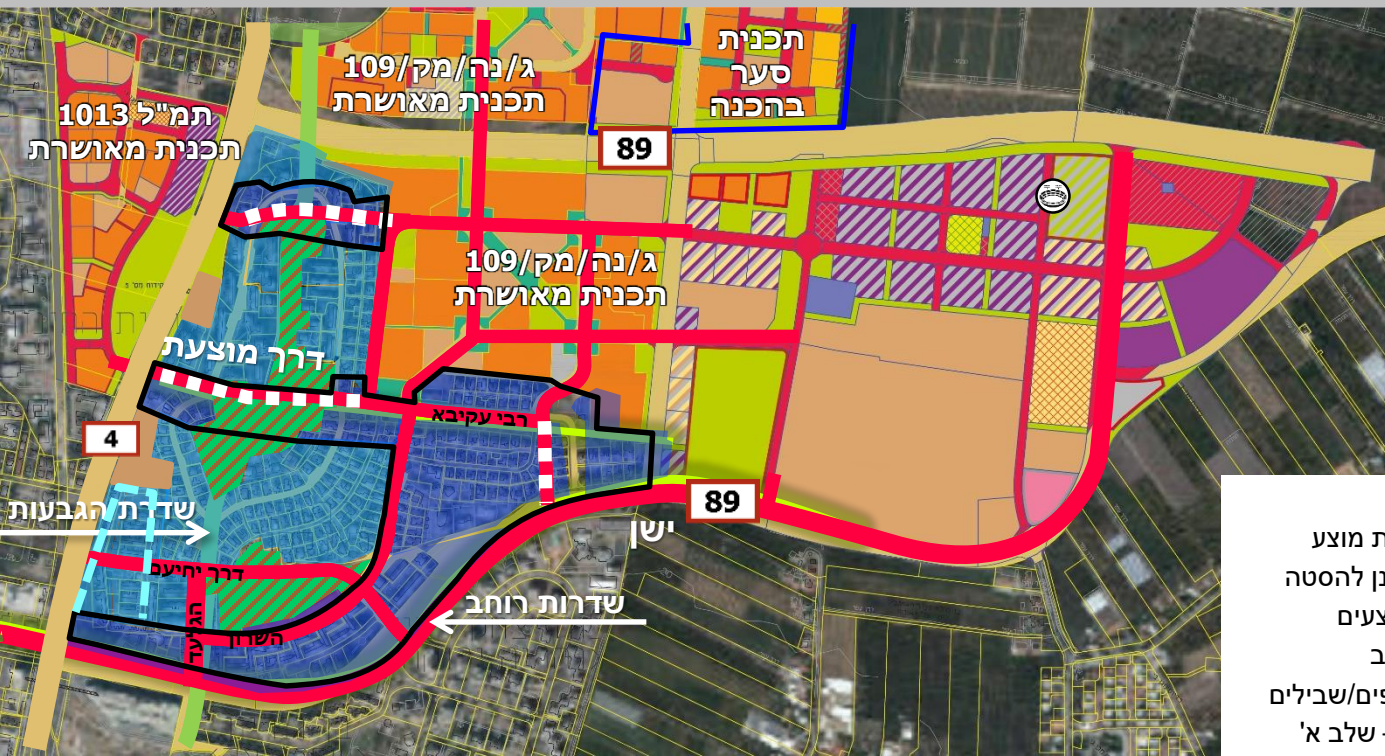 תכנית
סער
בהכנה
ג/נה/מק/109
תכנית מאושרת
תמ"ל 1013
תכנית מאושרת
89
ג/נה/מק/109
תכנית מאושרת
דרך מוצעת
רבי עקיבא
4
89
ישן
שדרת הגבעות
דרך יחיעם
שדרות רוחב
הגלעד
השרון
ת מוצע
נן להסטה
צעים
ב
פים/שבילים
- שלב א'